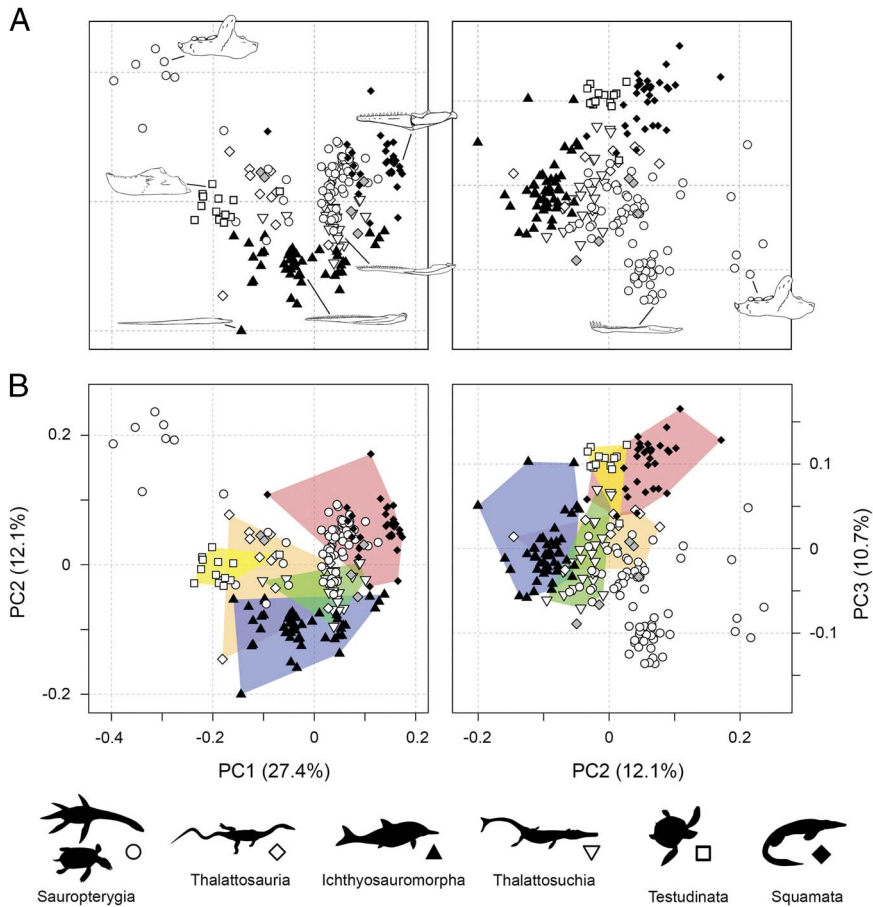 A
B
0.2
0
-0.2
PC2 (12.1%)
-0.4
-0.2
0
0.2
PC1 (27.4%)
-0.2
0
0.2
PC2 (12.1%)
0.1
0
-0.1
PC3 (10.7%)
Sauropterygia
Thalattosauria
Ichthyosauromorpha
Thalattosuchia
Testudinata
Squamata